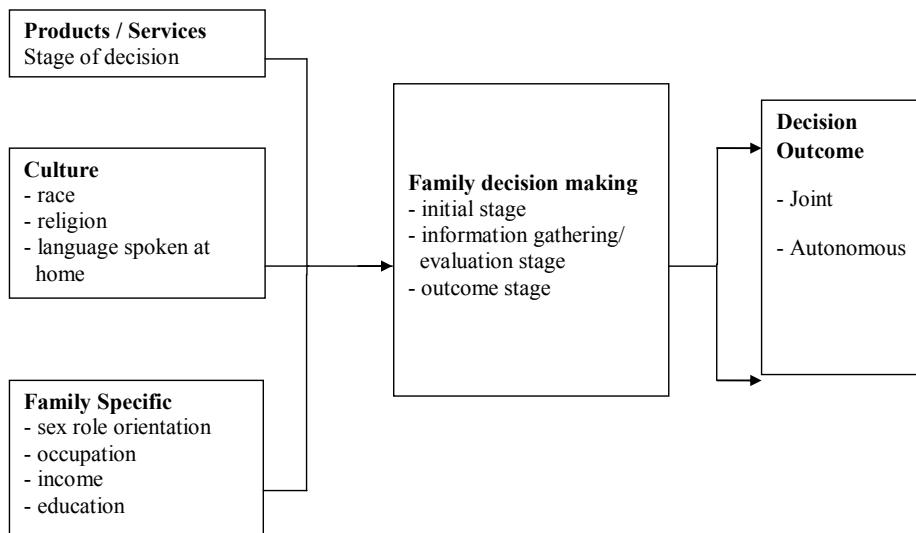 Products / Services
Stage of decision
Culture
- race
- religion
- language spoken at
home
Family Specific
- sex role orientation
- occupation
- income
- education
Family decision making
- initial stage
- information gathering/
evaluation stage
- outcome stage
Decision
Outcome
- Joint
- Autonomous